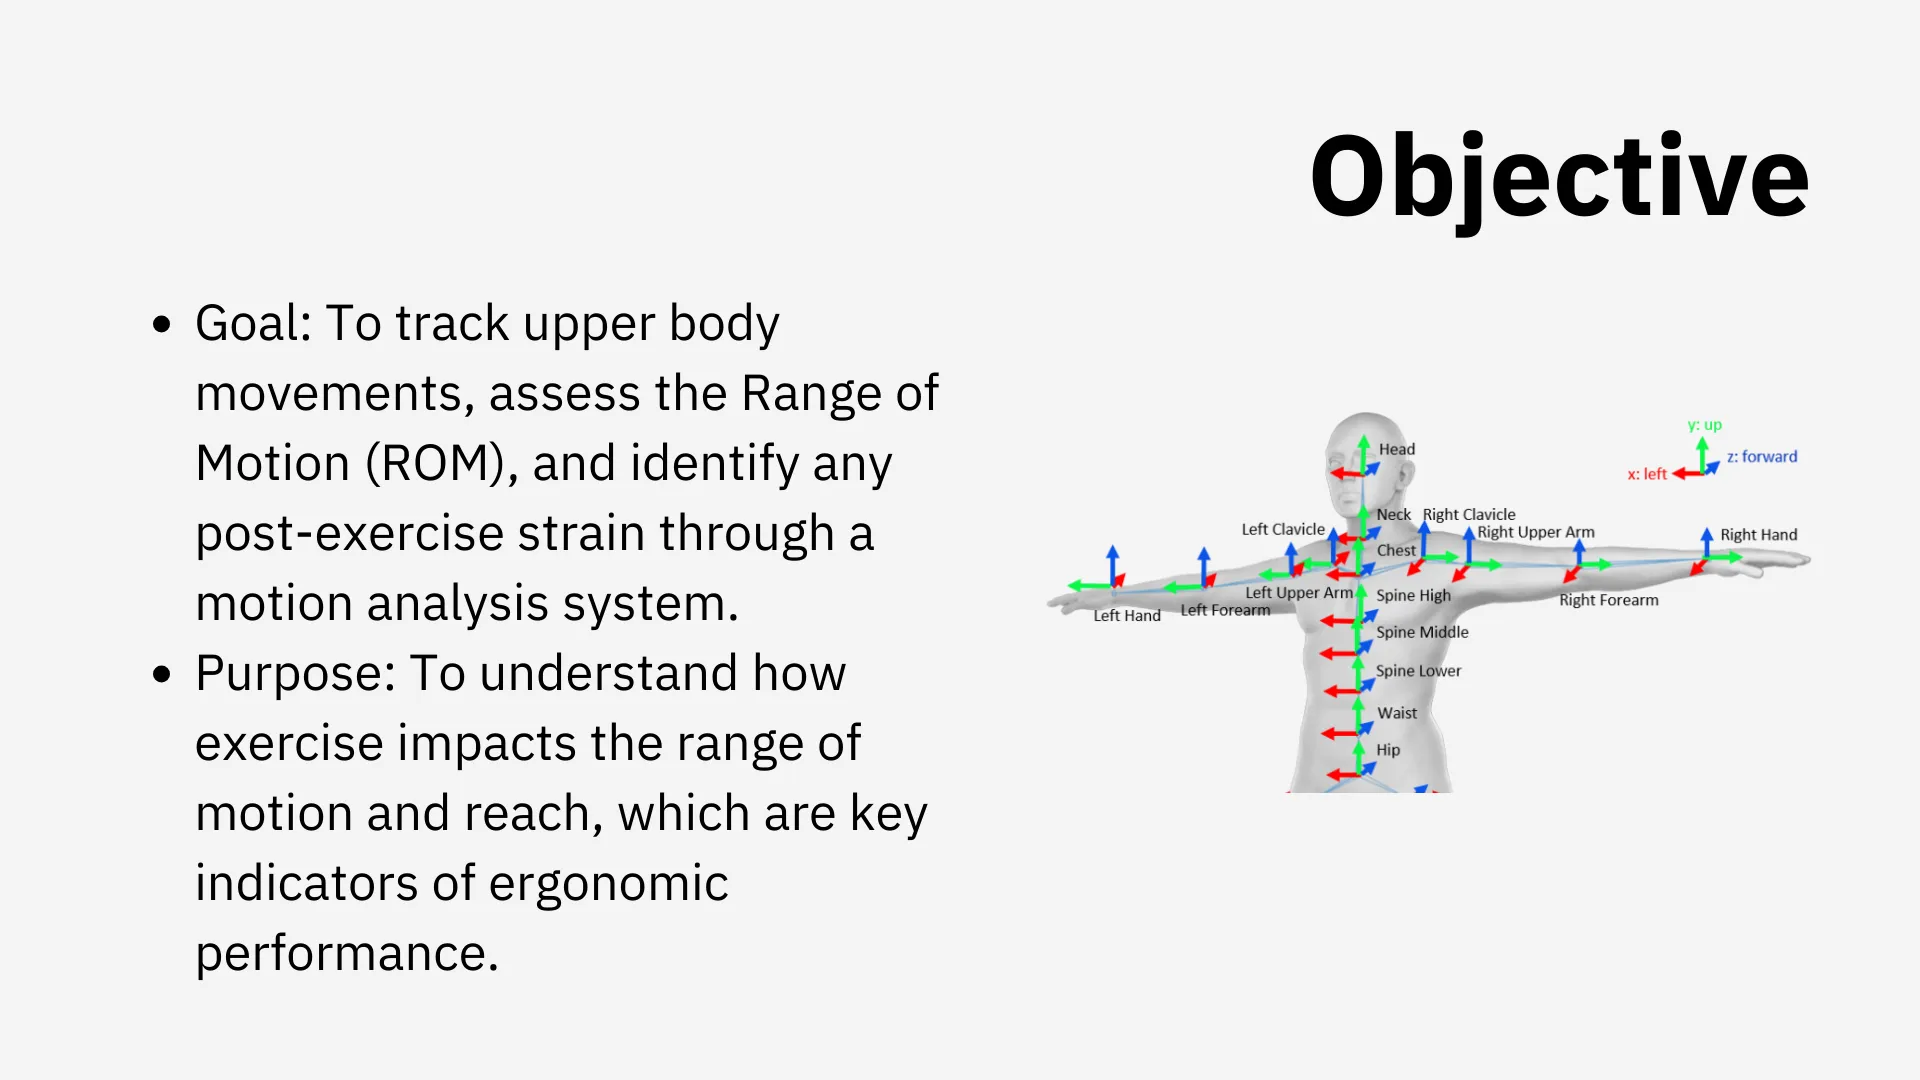 Objective
• Goal: To track upper body
movements, assess the Range of
Motion (ROM), and identify any
post-exercise strain through a
motion analysis system.
• Purpose: To understand how
exercise impacts the range of
motion and reach, which are key
indicators of ergonomic
performance.
y: up
z: forward
x: left
Head
Neck
Right Clavicle
Left Clavicle
Right Upper Arm
Right Hand
Chest
Left Upper Arm
Spine High
Right Forearm
Left Hand
Left Forearm
Spine Middle
Spine Lower
Waist
Hip